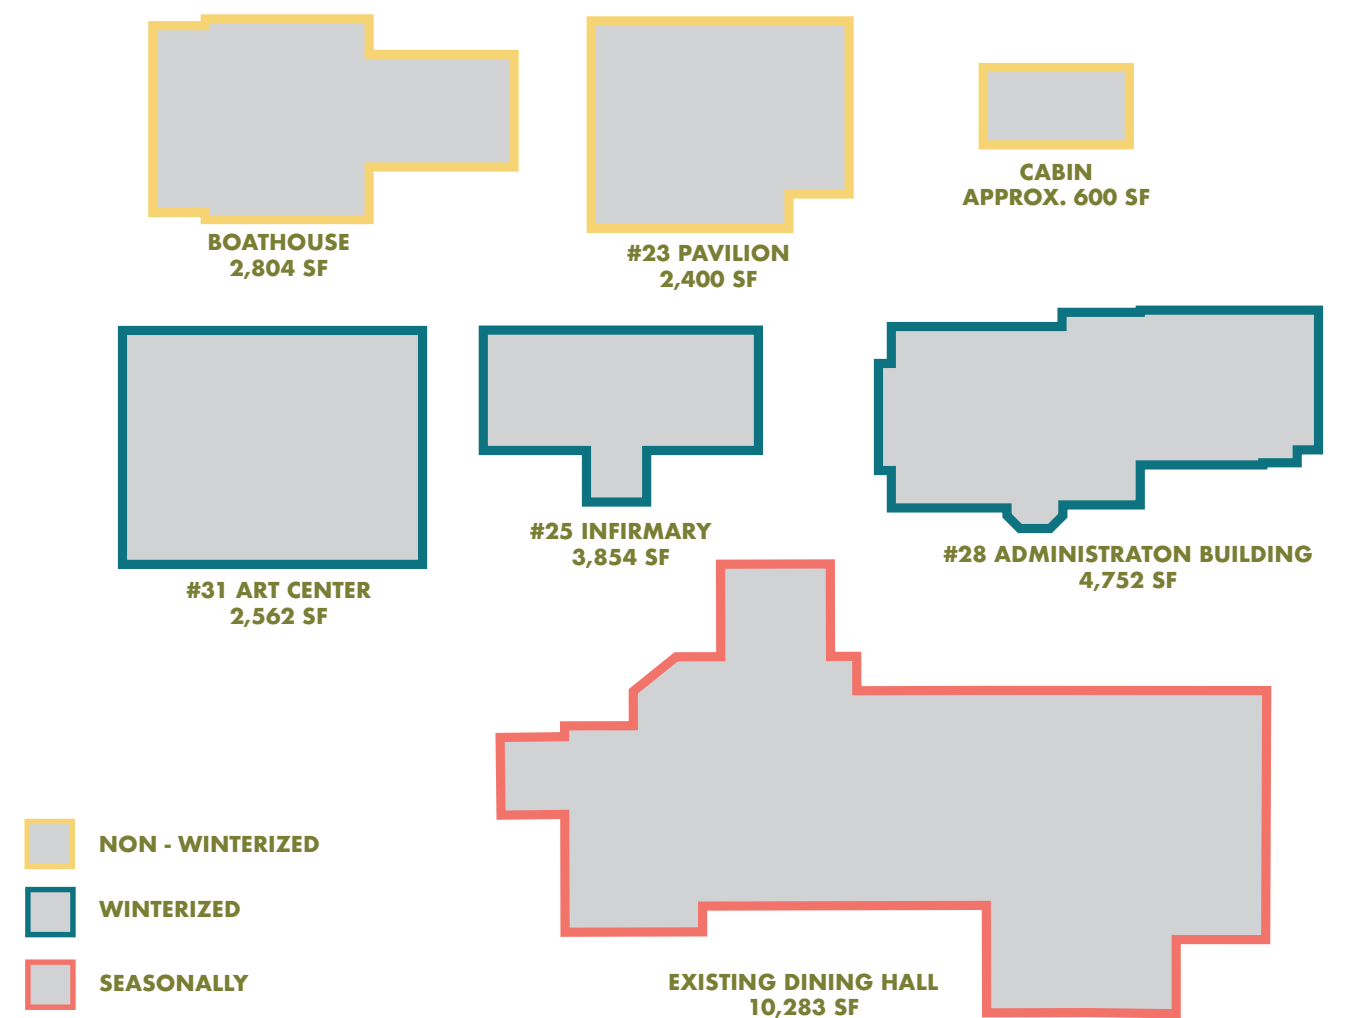 BOATHOUSE
2,804 SF
#23 PAVILION
2,400 SF
CABIN
APPROX. 600 SF
#31 ART CENTER
2,562 SF
#25 INFIRMARY
3,854 SF
#28 ADMINISTRATON BUILDING
4,752 SF
NON - WINTERIZED
WINTERIZED
SEASONALLY
EXISTING DINING HALL
10,283 SF